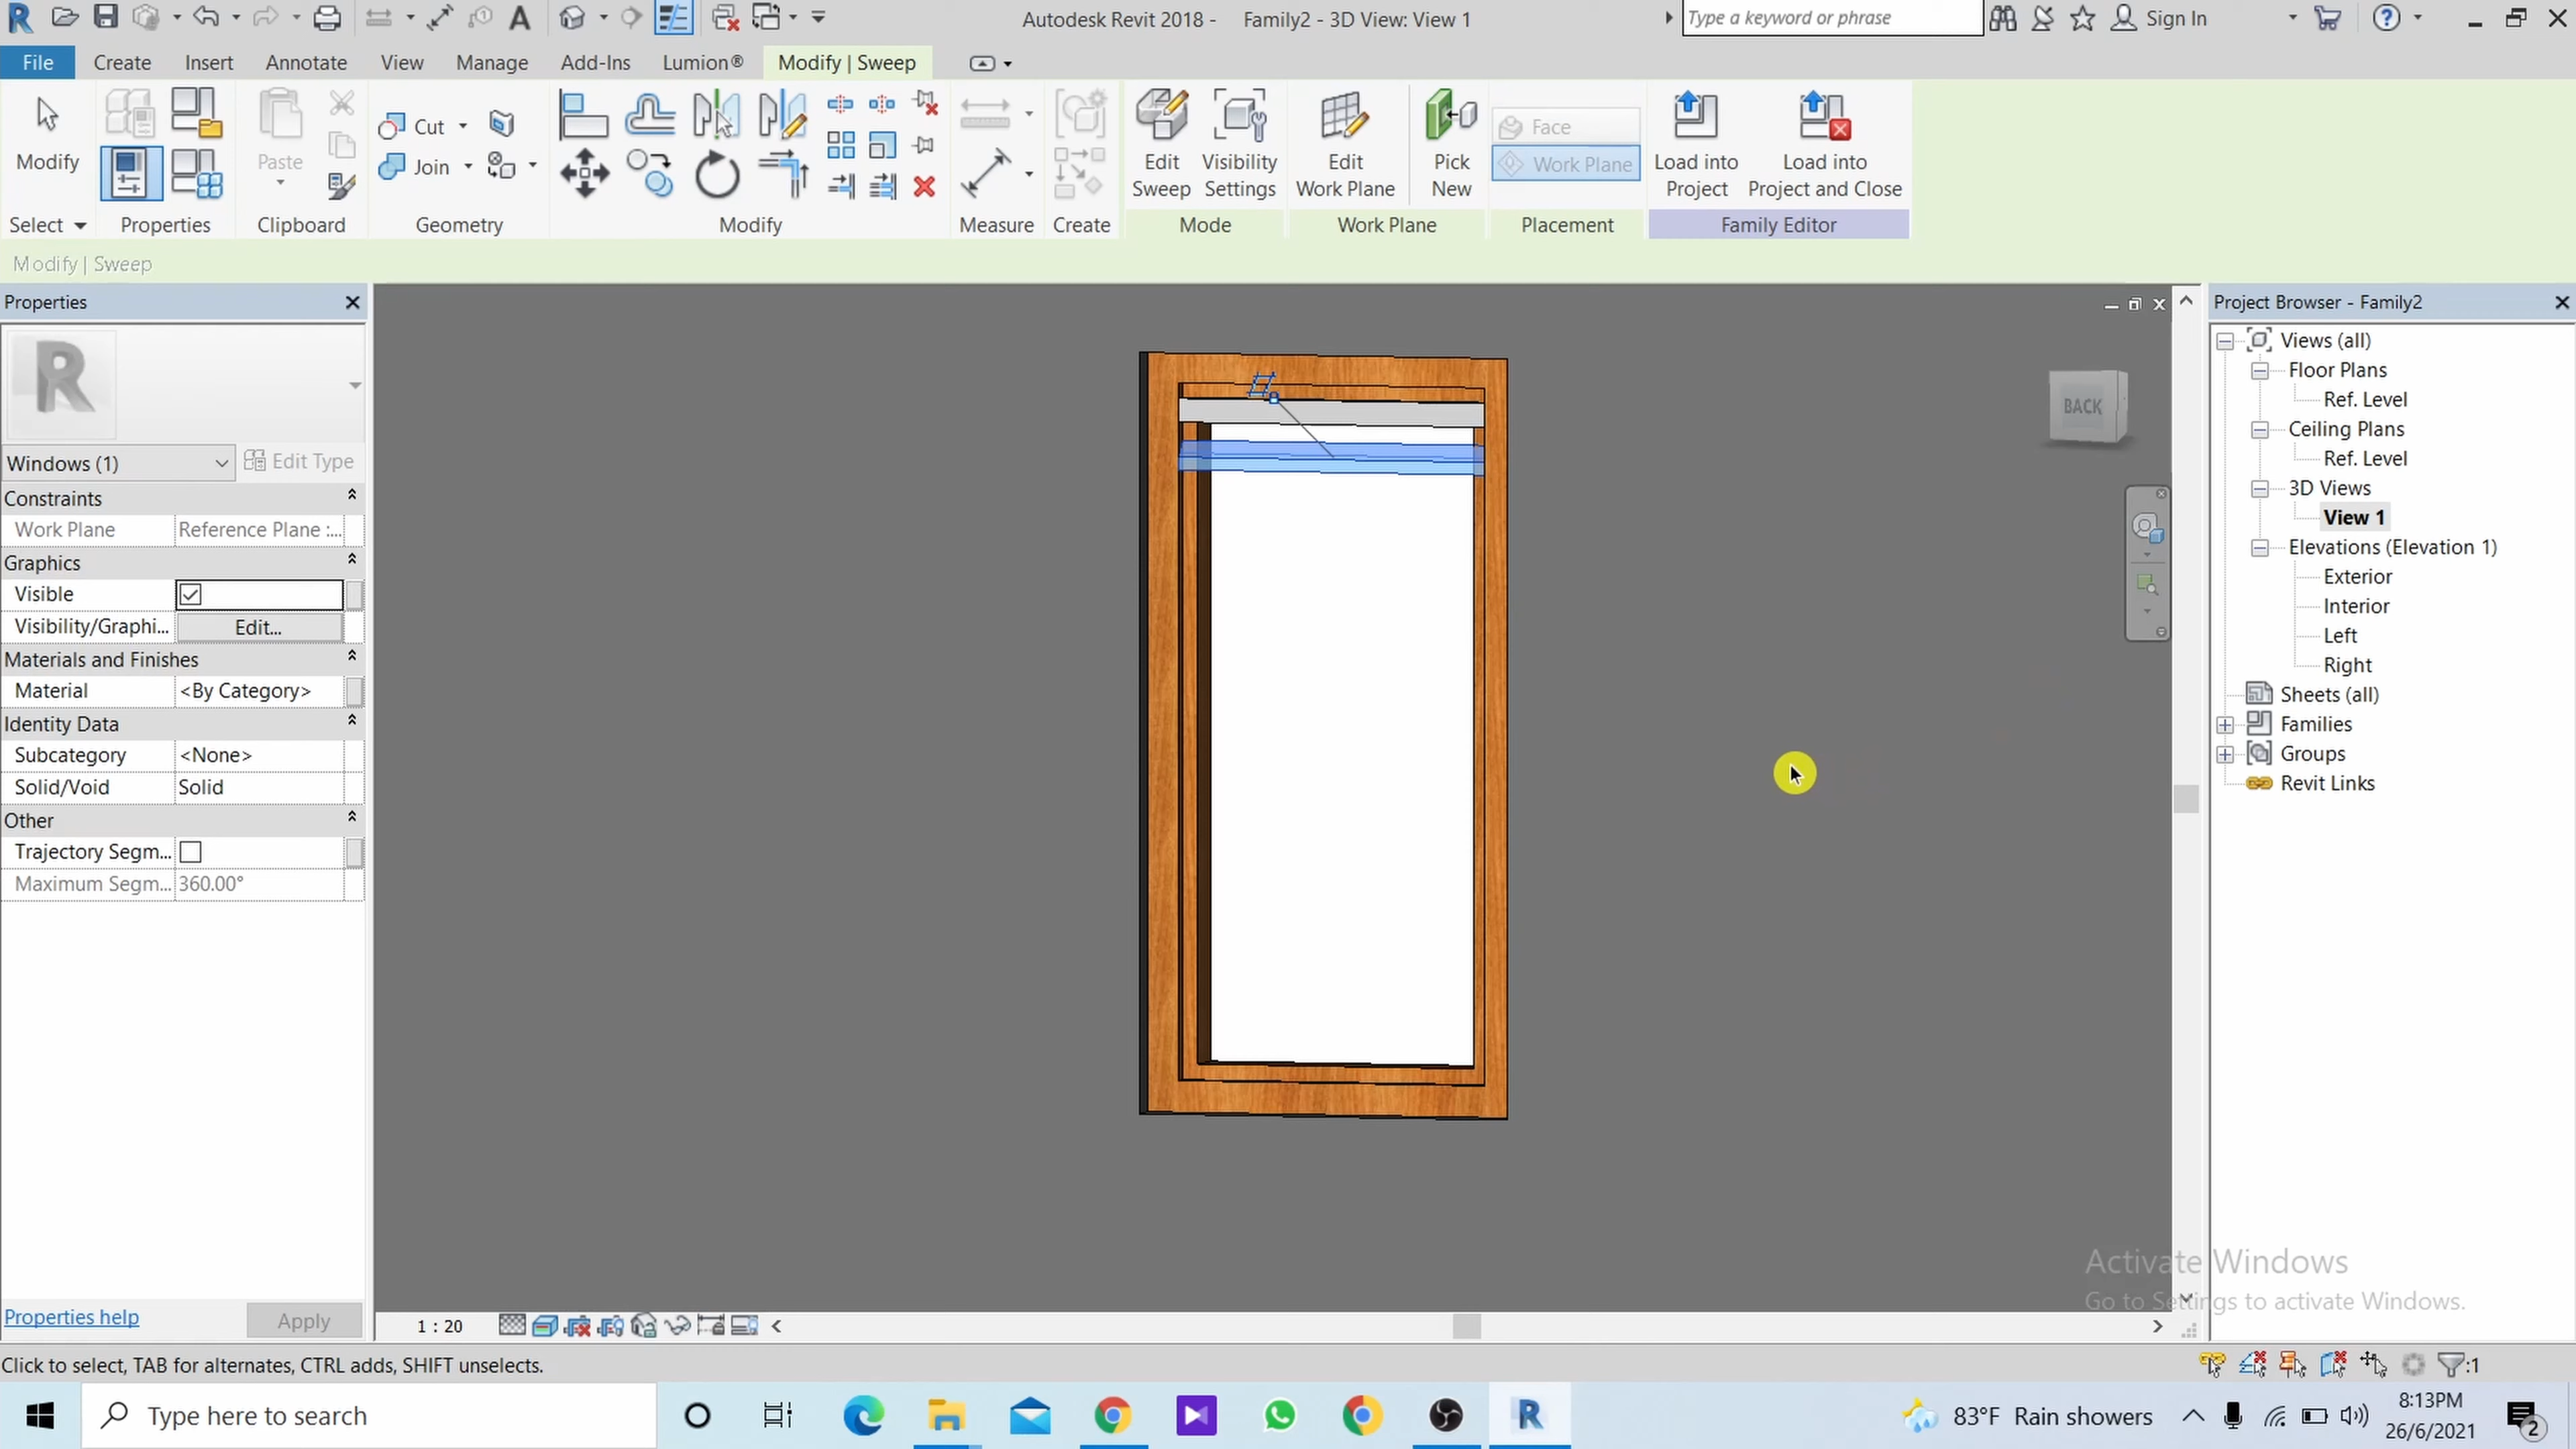 Autodesk Revit 2018 - Family2 - 3D View: View 1
Type a keyword or phrase
Sign In
File Create Insert Annotate View Manage Add-Ins Lumion® Modify | Sweep
Modify
Paste
Cut
Join
Edit Sweep
Visibility Settings
Edit Work Plane
Pick New
Face
Work Plane
Load into Project
Load into Project and Close
Select Properties Clipboard Geometry Modify Measure Create Mode Work Plane Placement Family Editor
Modify | Sweep
Properties
R
Windows (1) Edit Type
Constraints
Work Plane Reference Plane :...
Graphics
Visible
Visibility/Graphi... Edit...
Materials and Finishes
Material <By Category>
Identity Data
Subcategory <None>
Solid/Void Solid
Other
Trajectory Segm...
Maximum Segm... 360.00°
Properties help Apply
BACK
1 : 20
Project Browser - Family2
Views (all)
Floor Plans
Ref. Level
Ceiling Plans
Ref. Level
3D Views
View 1
Elevations (Elevation 1)
Exterior
Interior
Left
Right
Sheets (all)
Families
Groups
Revit Links
Activate Windows
Go to Settings to activate Windows.
Click to select, TAB for alternates, CTRL adds, SHIFT unselects.
:1
Type here to search
83°F Rain showers
8:13PM
26/6/2021
2